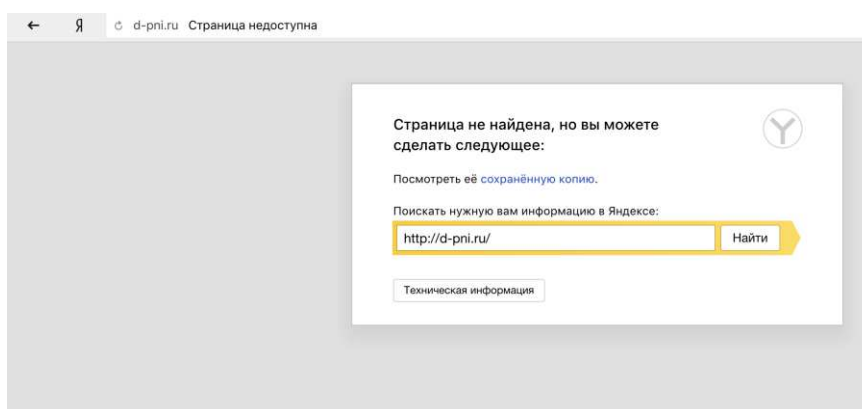 ← Я d-pni.ru Страница недоступна
Страница не найдена, но вы можете
сделать следующее:
Посмотреть её сохранённую копию.
Поискать нужную вам информацию в Яндексе:
http://d-pni.ru/ Найти
Техническая информация